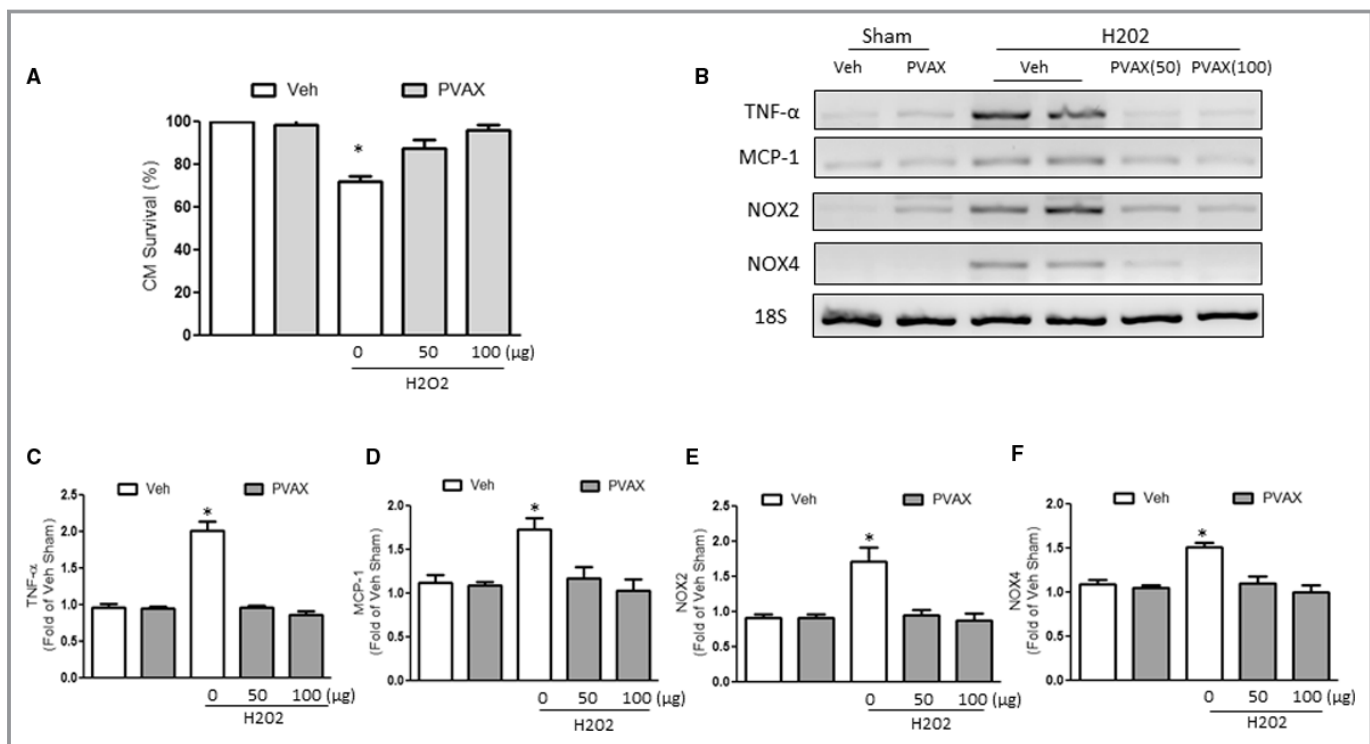 A
Veh PVAX
CM Survival (%)
100
80
60
40
20
0
*
0 50 100 (µg)
H2O2
B
Sham H202
Veh PVAX Veh PVAX(50) PVAX(100)
TNF-α
MCP-1
NOX2
NOX4
18S
C
Veh PVAX
TNF-α
(Fold of Veh Sham)
2.5
2.0
1.5
1.0
0.5
0.0
*
0 50 100 (µg)
H2O2
D
Veh PVAX
MCP-1
(Fold of Veh Sham)
2.0
1.5
1.0
0.5
0.0
*
0 50 100 (µg)
H2O2
E
Veh PVAX
NOX2
(Fold of Veh Sham)
2.5
2.0
1.5
1.0
0.5
0.0
*
0 50 100 (µg)
H2O2
F
Veh PVAX
NOX4
(Fold of Veh Sham)
2.0
1.5
1.0
0.5
0.0
*
0 50 100 (µg)
H2O2